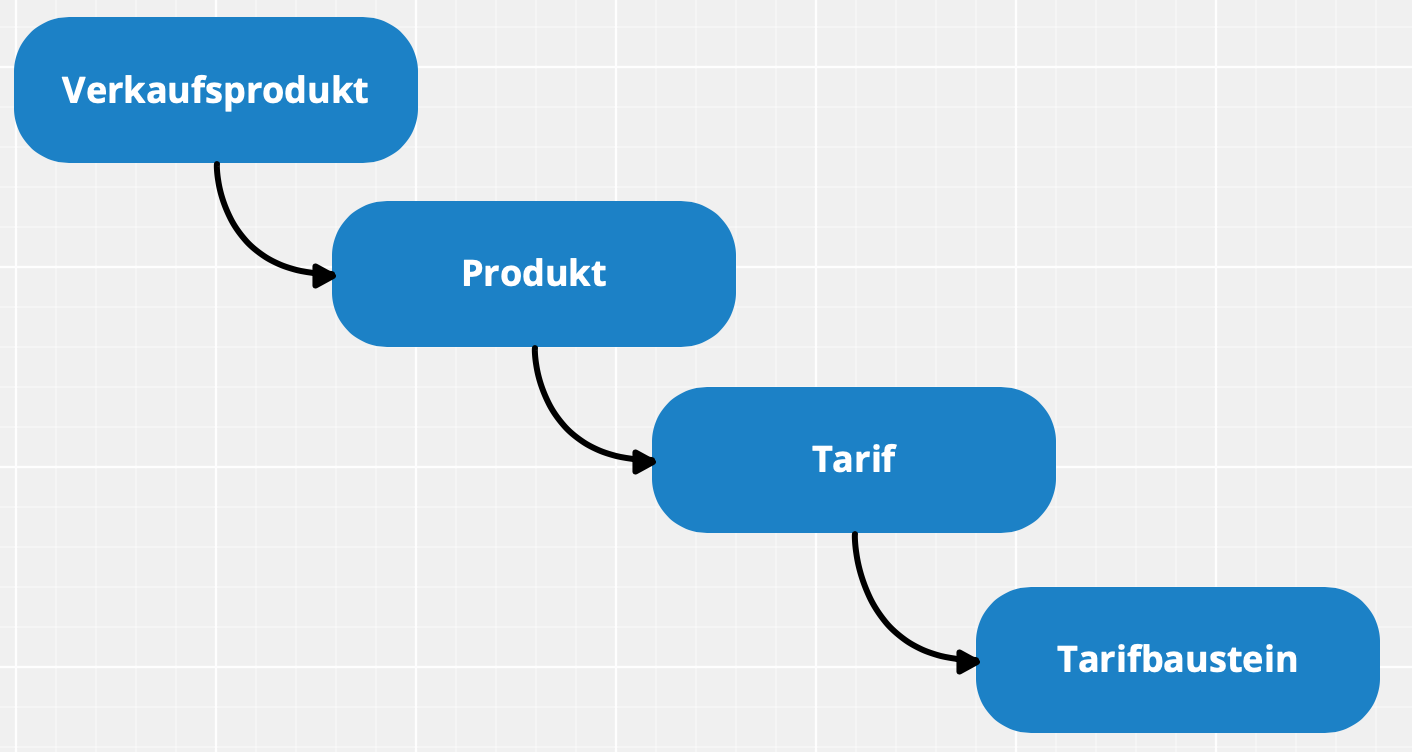 Verkaufsprodukt
Produkt
Tarif
Tarifbaustein